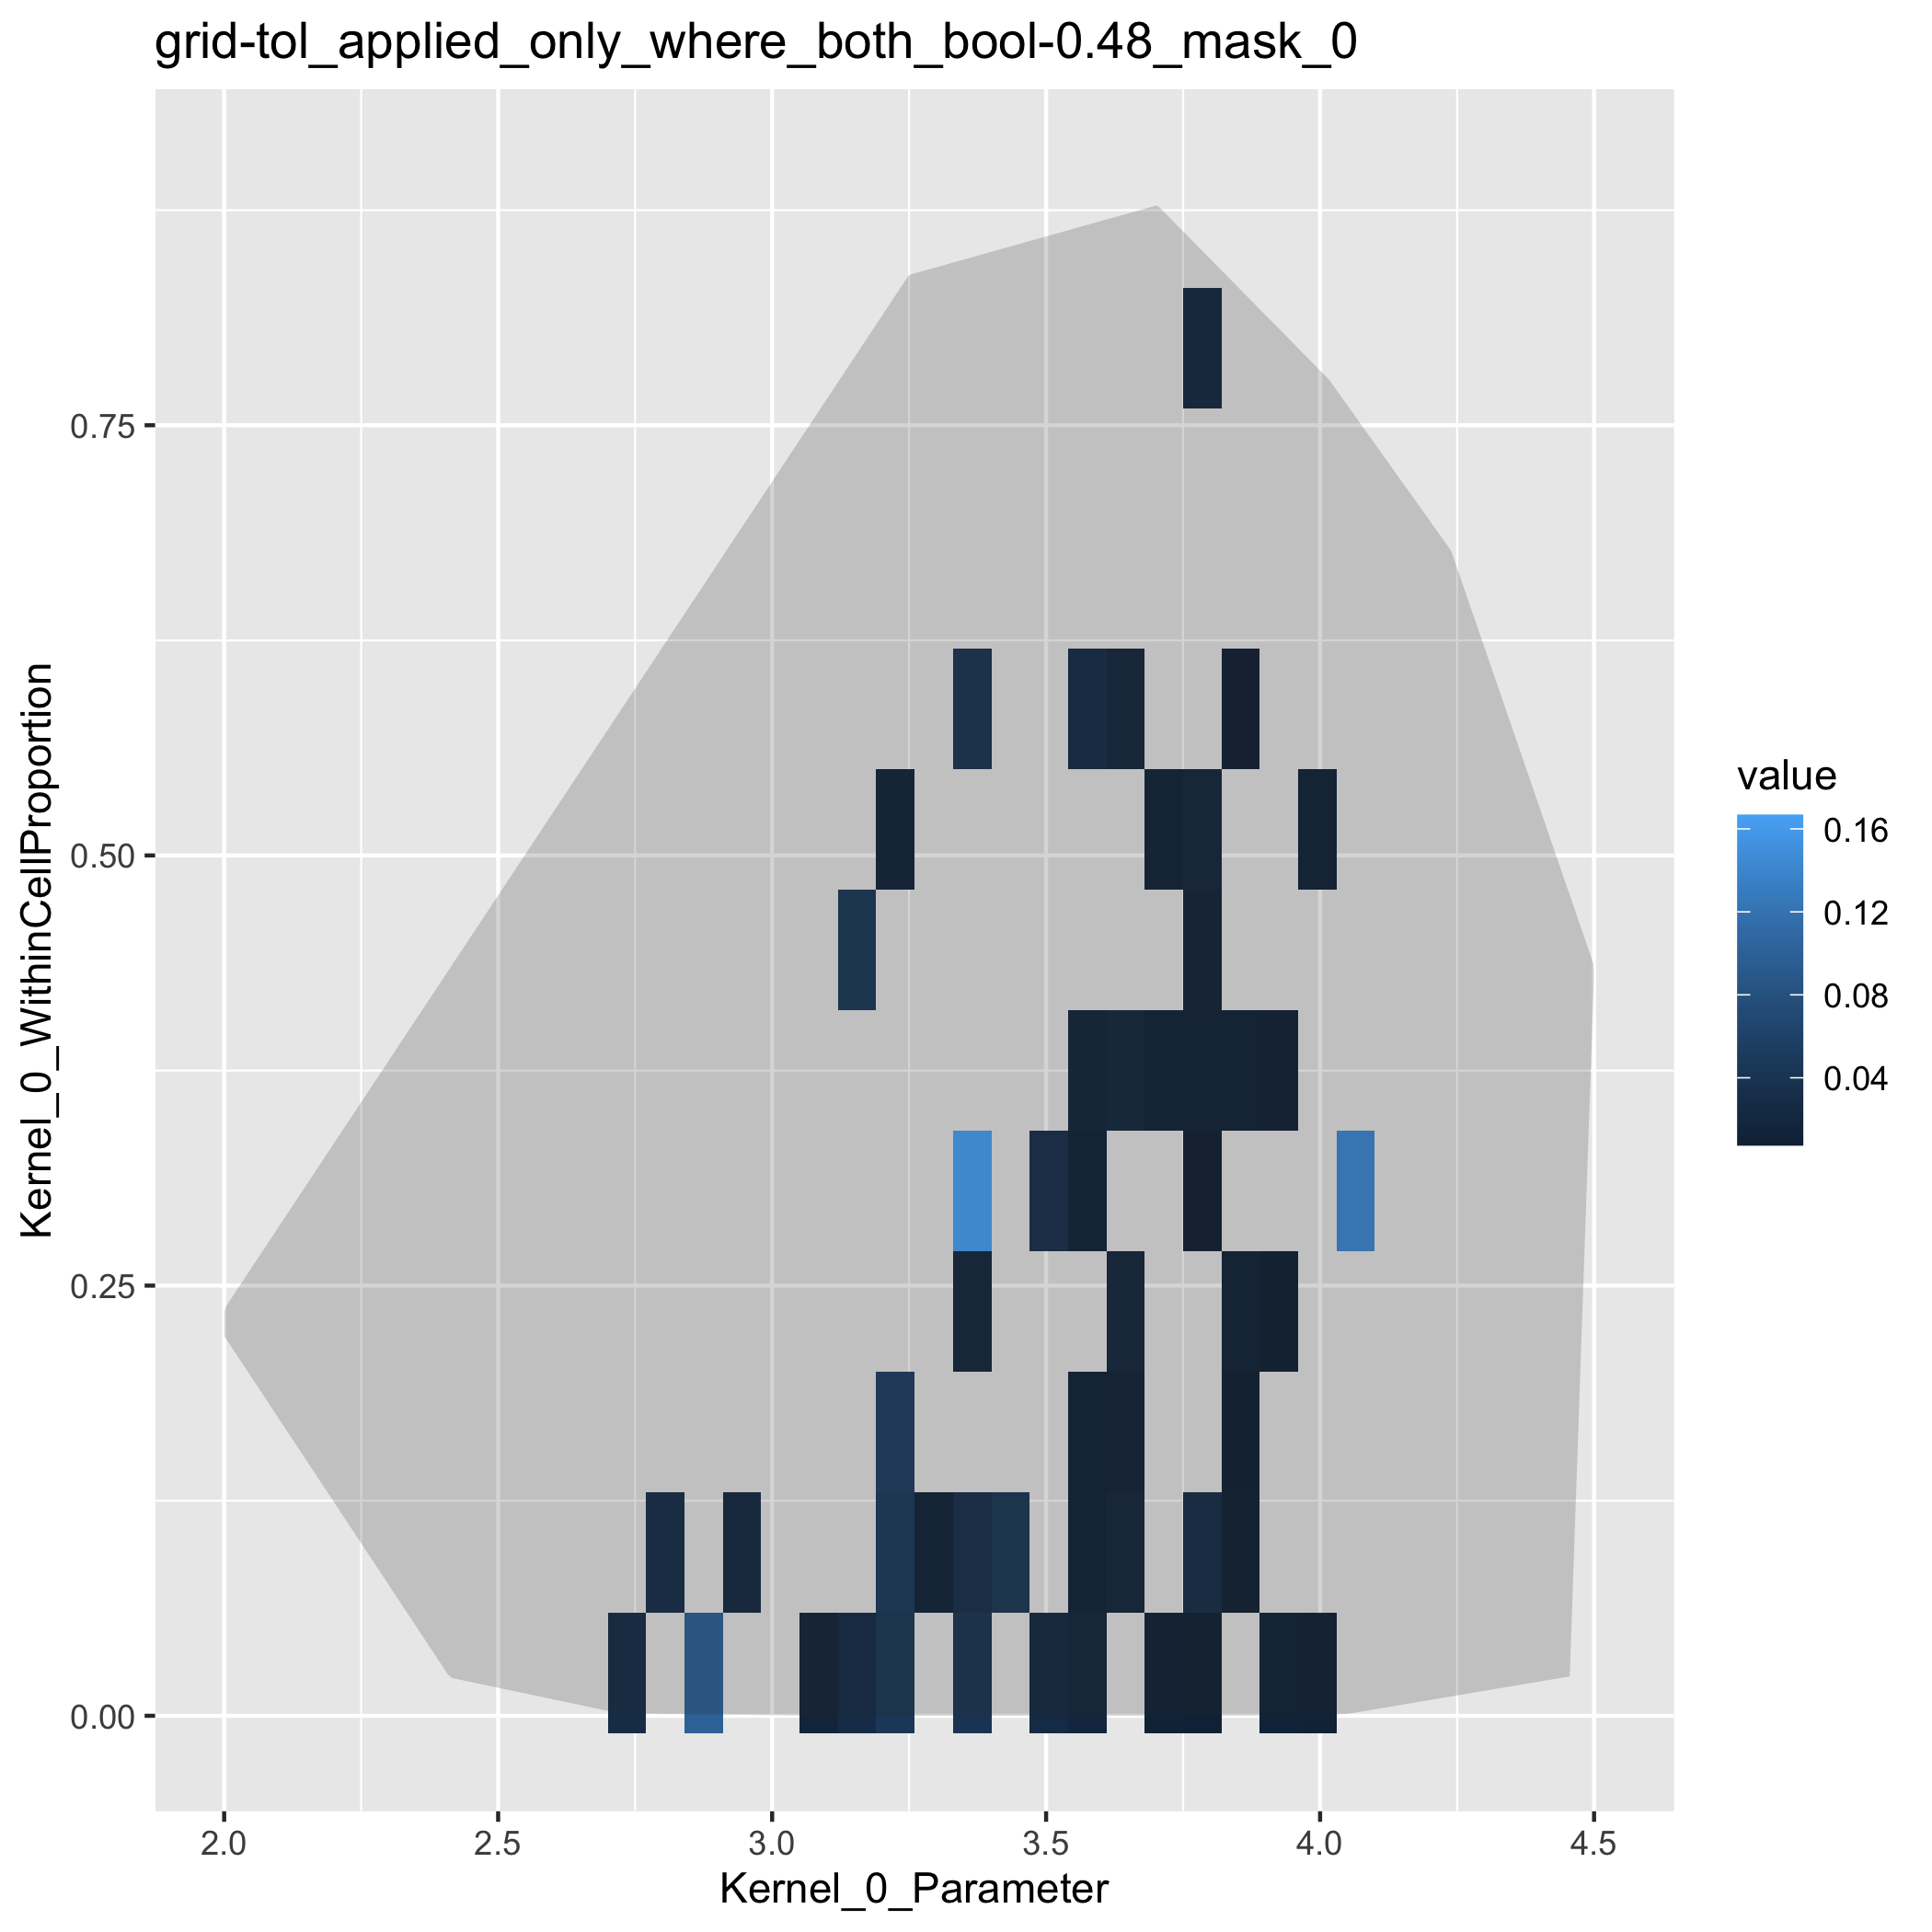 grid-tol_applied_only_where_both_bool-0.48_mask_0
Kernel_0_WithinCellProportion
0.75
0.50
0.25
0.00
2.0 2.5 3.0 3.5 4.0 4.5
Kernel_0_Parameter
value
0.16
0.12
0.08
0.04